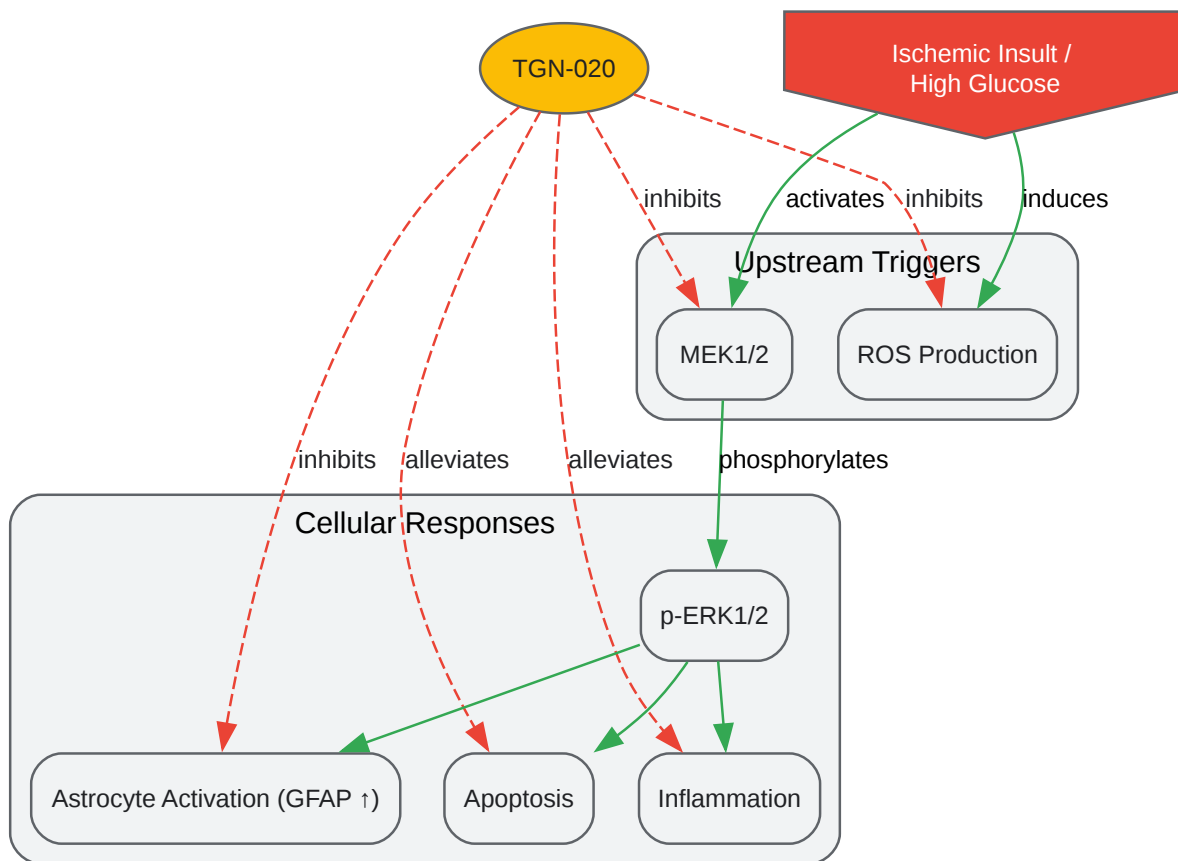 TGN-020
Ischemic Insult /
High Glucose
inhibits
activates
inhibits
induces
Upstream Triggers
MEK1/2
ROS Production
inhibits
alleviates
alleviates
phosphorylates
Cellular Responses
p-ERK1/2
Astrocyte Activation (GFAP ↑)
Apoptosis
Inflammation